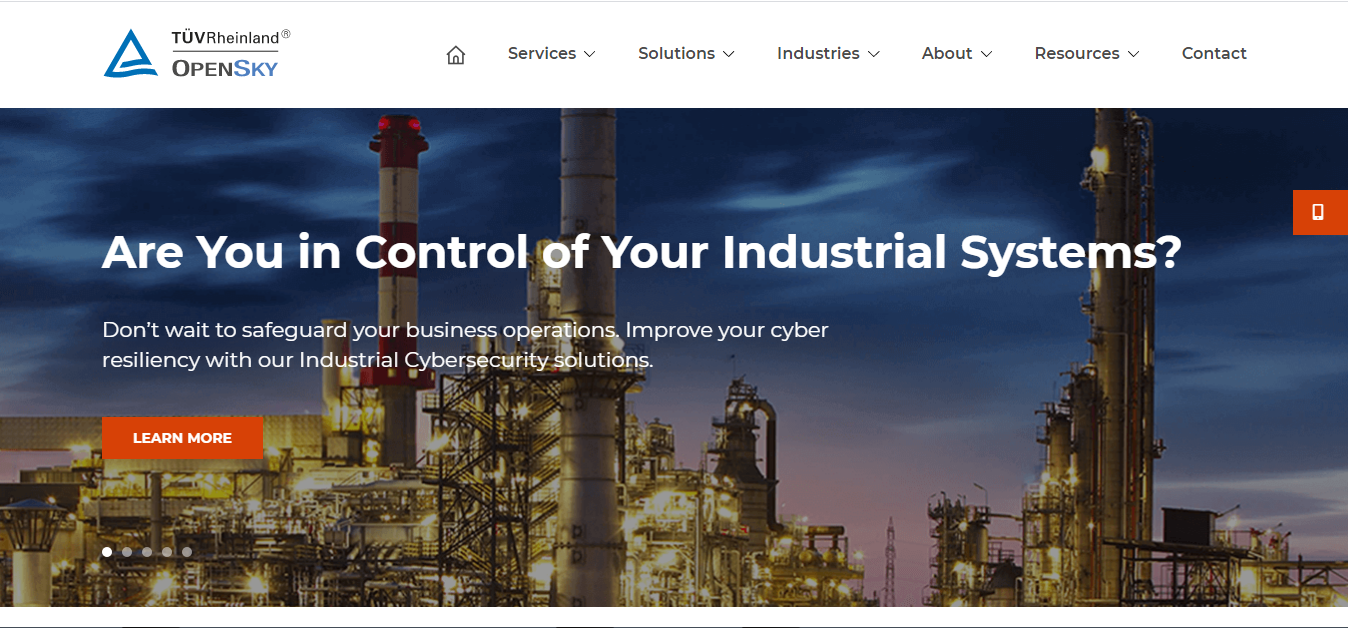 TÜVRheinland®
OPENSKY
Services
Solutions
Industries
About
Resources
Contact
Are You in Control of Your Industrial Systems?
Don’t wait to safeguard your business operations. Improve your cyber
resiliency with our Industrial Cybersecurity solutions.
LEARN MORE